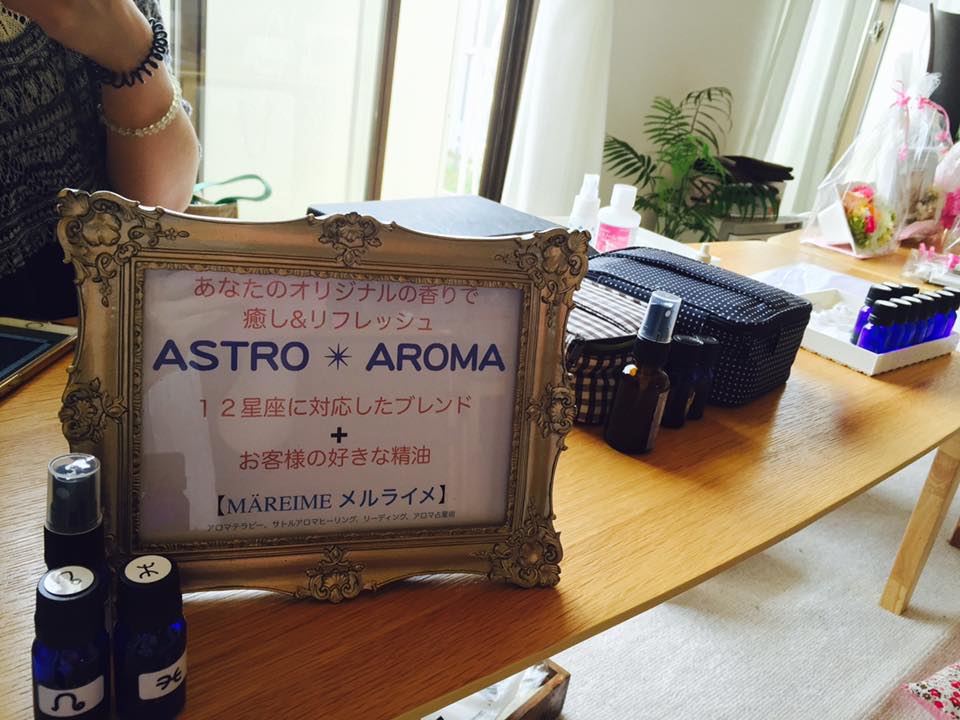 あなたのオリジナルの香りで
癒し&リフレッシュ
ASTRO ✴ AROMA
１２星座に対応したブレンド
+
お客様の好きな精油
【MÄREIME メルライメ】
アロマテラピー、サトルアロマヒーリング、リーディング、アロマ占星術
♌
♓
♌
♓